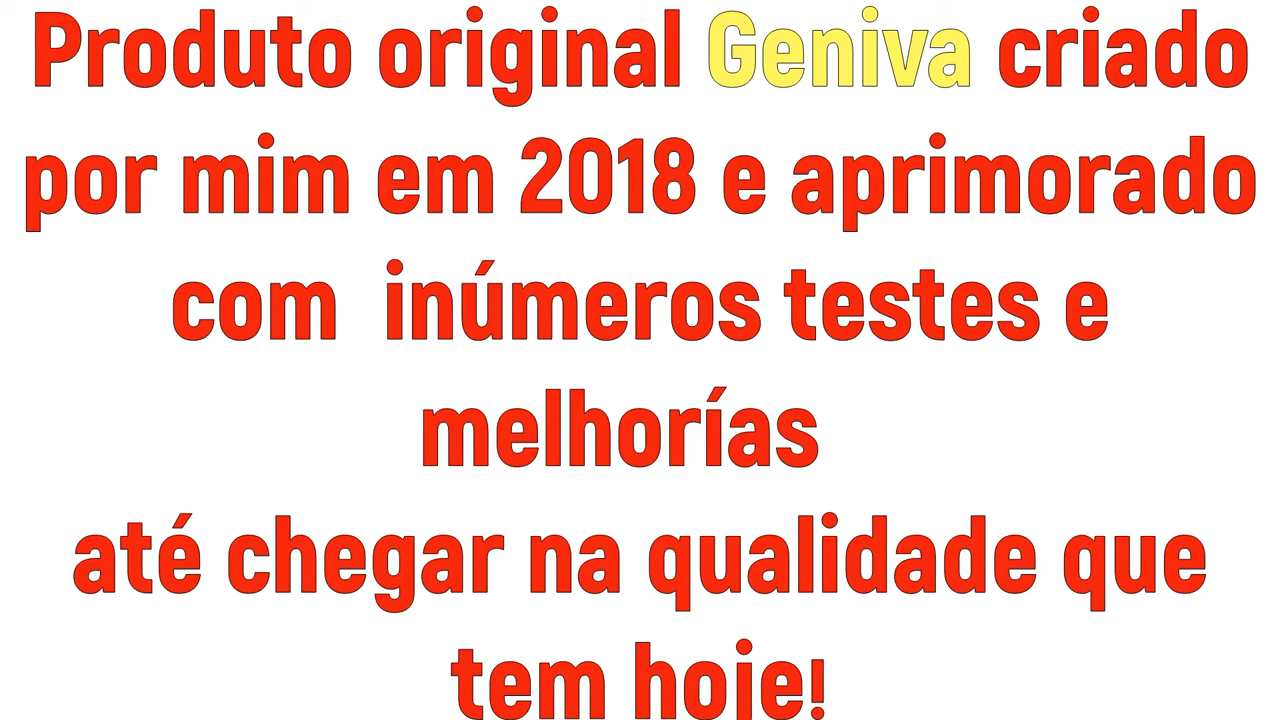 Produto original Geniva criado
por mim em 2018 e aprimorado
com  inúmeros testes e
melhorías
até chegar na qualidade que
tem hoje!